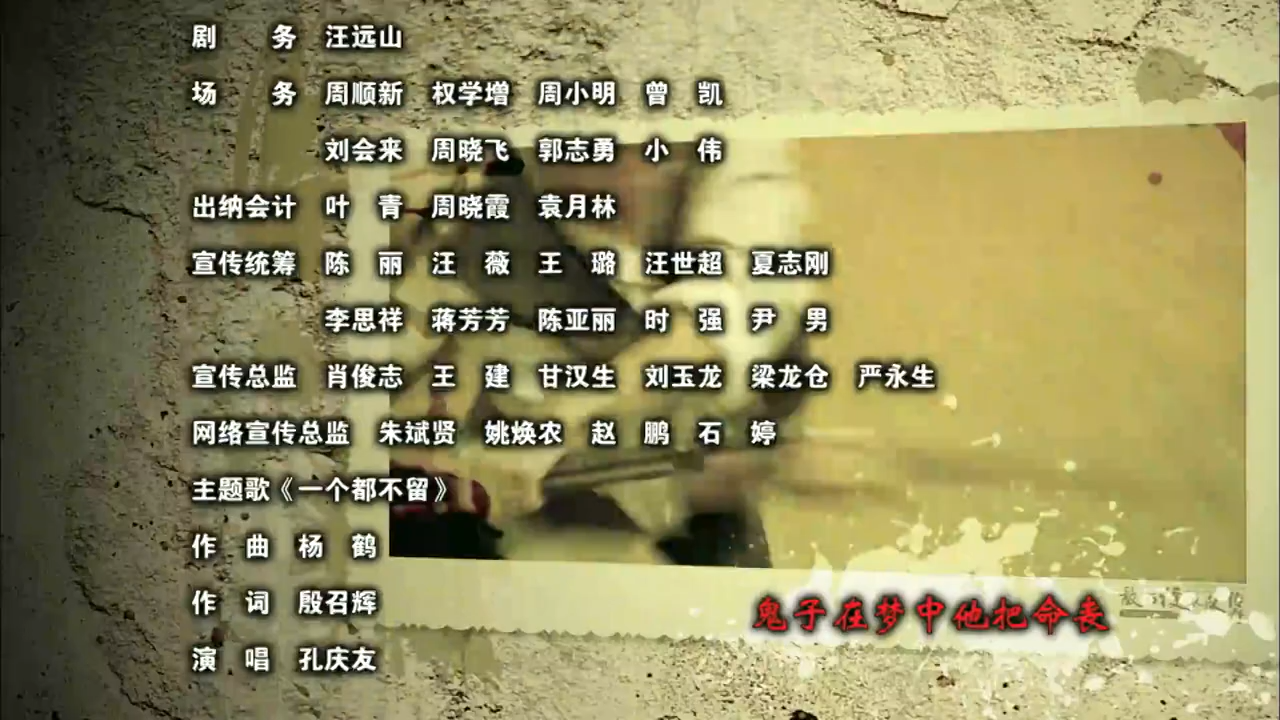 剧 务 汪远山
场 务 周顺新 权学增 周小明 曾 凯
刘会来 周晓飞 郭志勇 小 伟
出纳会计 叶 青 周晓霞 袁月林
宣传统筹 陈 丽 汪 薇 王 璐 汪世超 夏志刚
李思祥 蒋芳芳 陈亚丽 时 强 尹 男
宣传总监 肖俊志 王 建 甘汉生 刘玉龙 梁龙仓 严永生
网络宣传总监 朱斌贤 姚焕农 赵 鹏 石 婷
主题歌《一个都不留》
作 曲 杨 鹤
作 词 殷召辉
演 唱 孔庆友
鬼子在梦中他把命丧